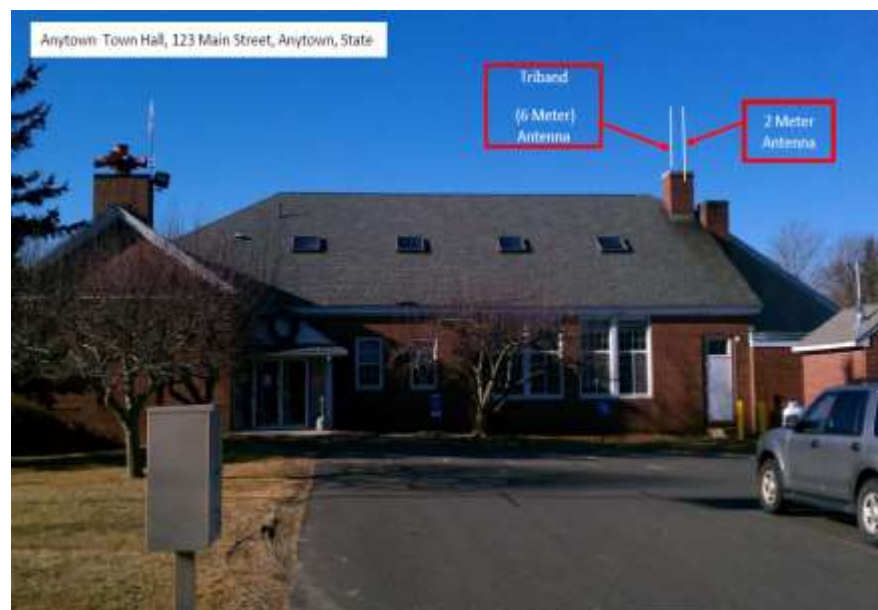 Anytown Town Hall, 123 Main Street, Anytown, State
Triband
(6 Meter)
Antenna
2 Meter
Antenna